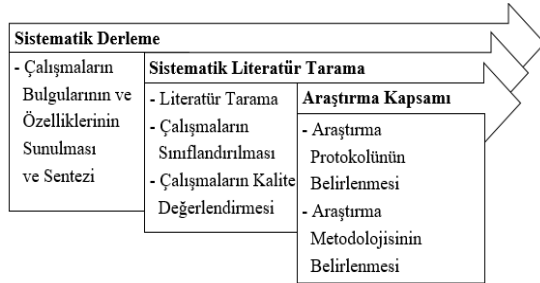 Sistematik Derleme
- Çalışmaların
Bulgularının ve
Özelliklerinin
Sunulması
ve Sentezi
Sistematik Literatür Tarama
- Literatür Tarama
- Çalışmaların
Sınıflandırılması
- Çalışmaların Kalite
Değerlendirmesi
Araştırma Kapsamı
- Araştırma
Protokolünün
Belirlenmesi
- Araştırma
Metodolojisinin
Belirlenmesi